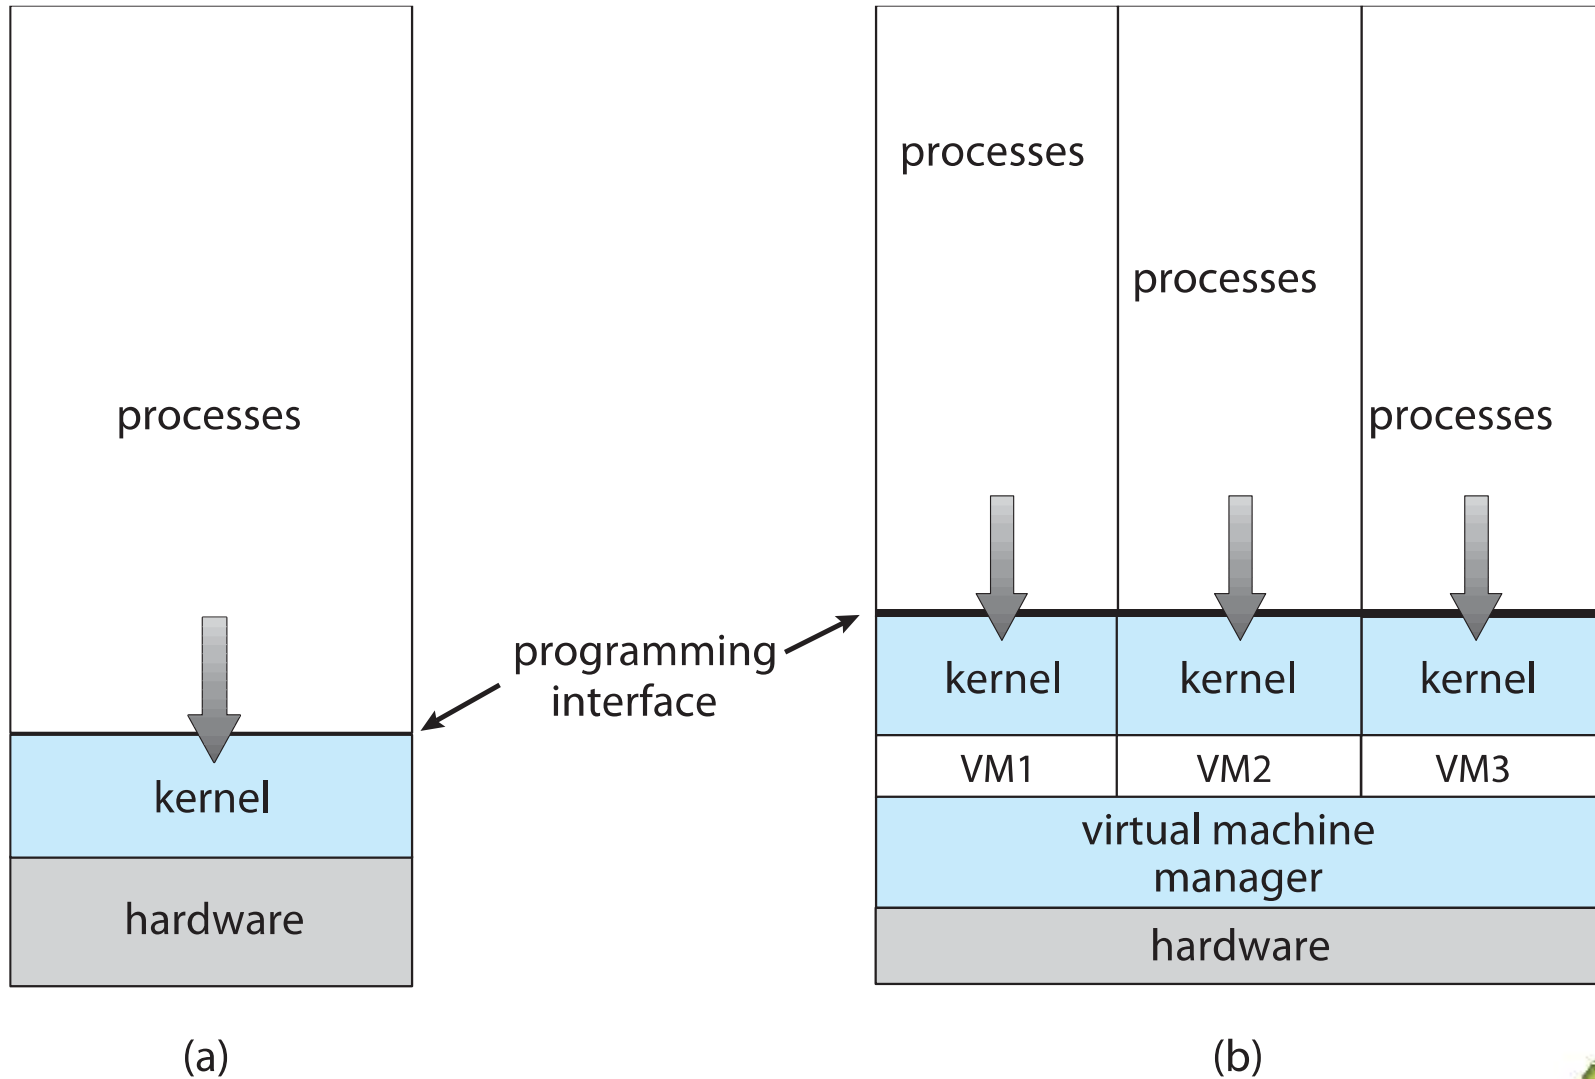 processes
kernel
hardware
(a)
programming
interface
processes
processes
processes
kernel
kernel
kernel
VM1
VM2
VM3
virtual machine
manager
hardware
(b)